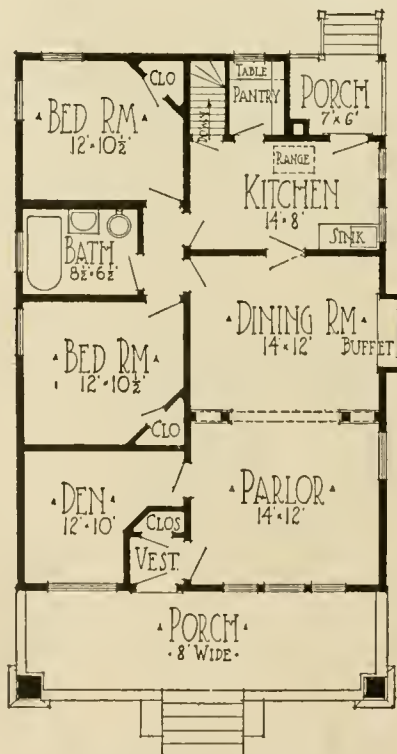 CLO
BED RM
12' × 10½'
DOWN
TABLE
PANTRY
PORCH
7' × 6'
RANGE
KITCHEN
14' × 8'
SINK
BATH
8½' × 6½'
DINING RM
14' × 12'
BUFFET
BED RM
12' × 10½'
CLO
DEN
12' × 10'
CLOS
VEST.
PARLOR
14' × 12'
PORCH
8' WIDE